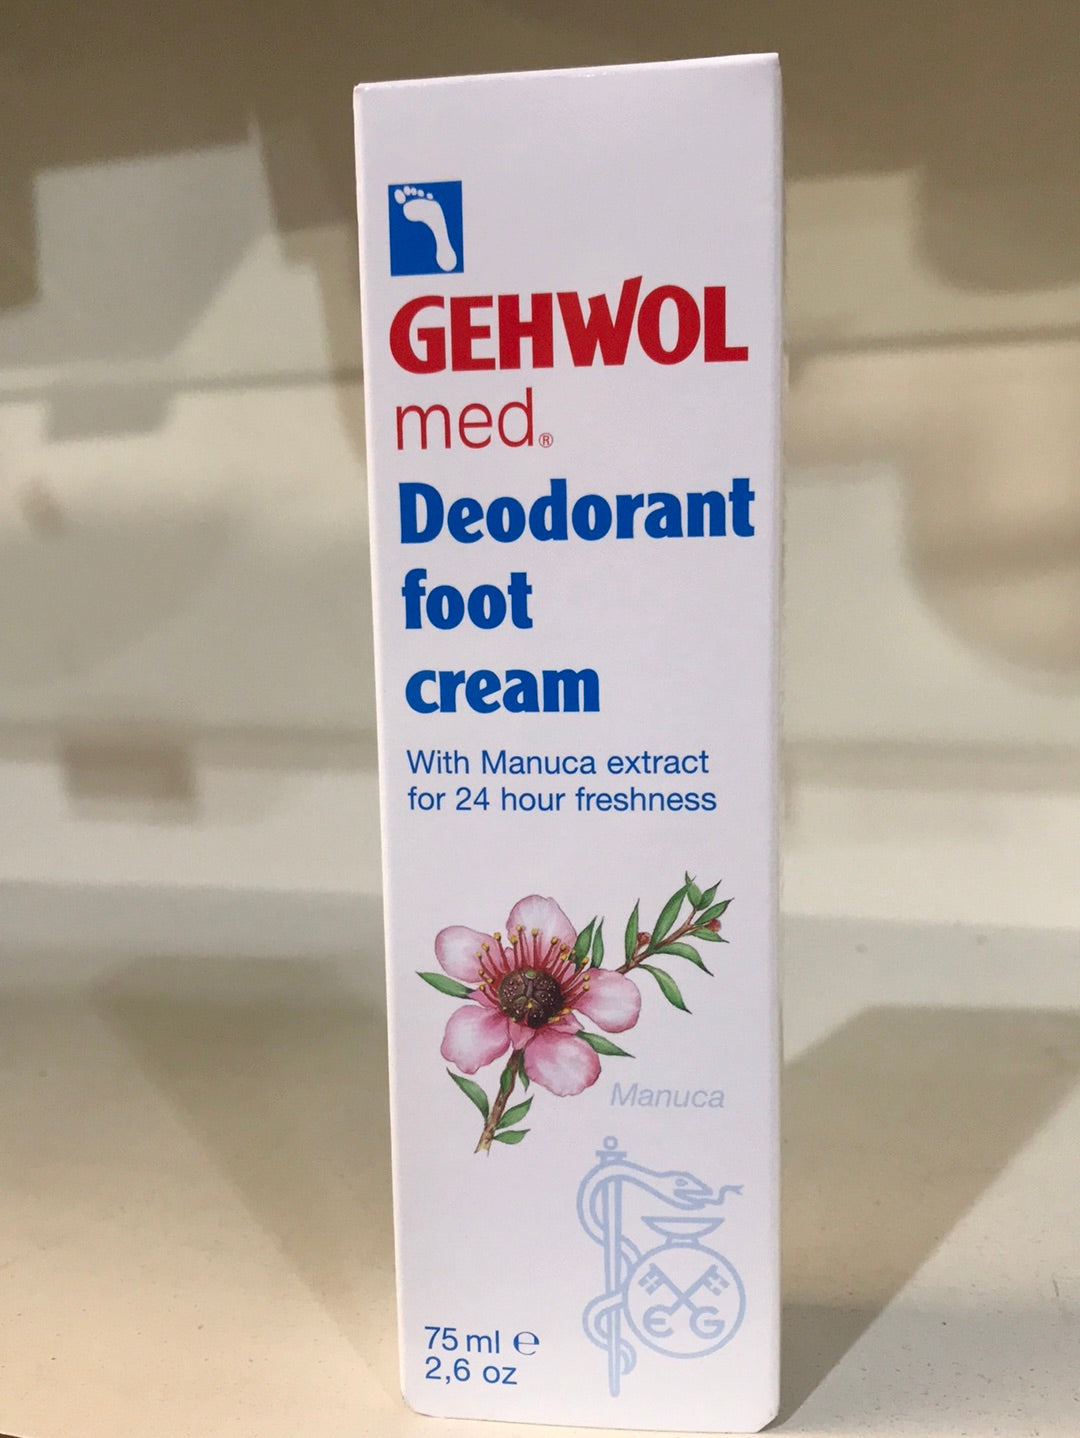 GEHWOL
med®
Deodorant
foot
cream
With Manuca extract
for 24 hour freshness
Manuca
E G
75 ml ℮
2,6 oz